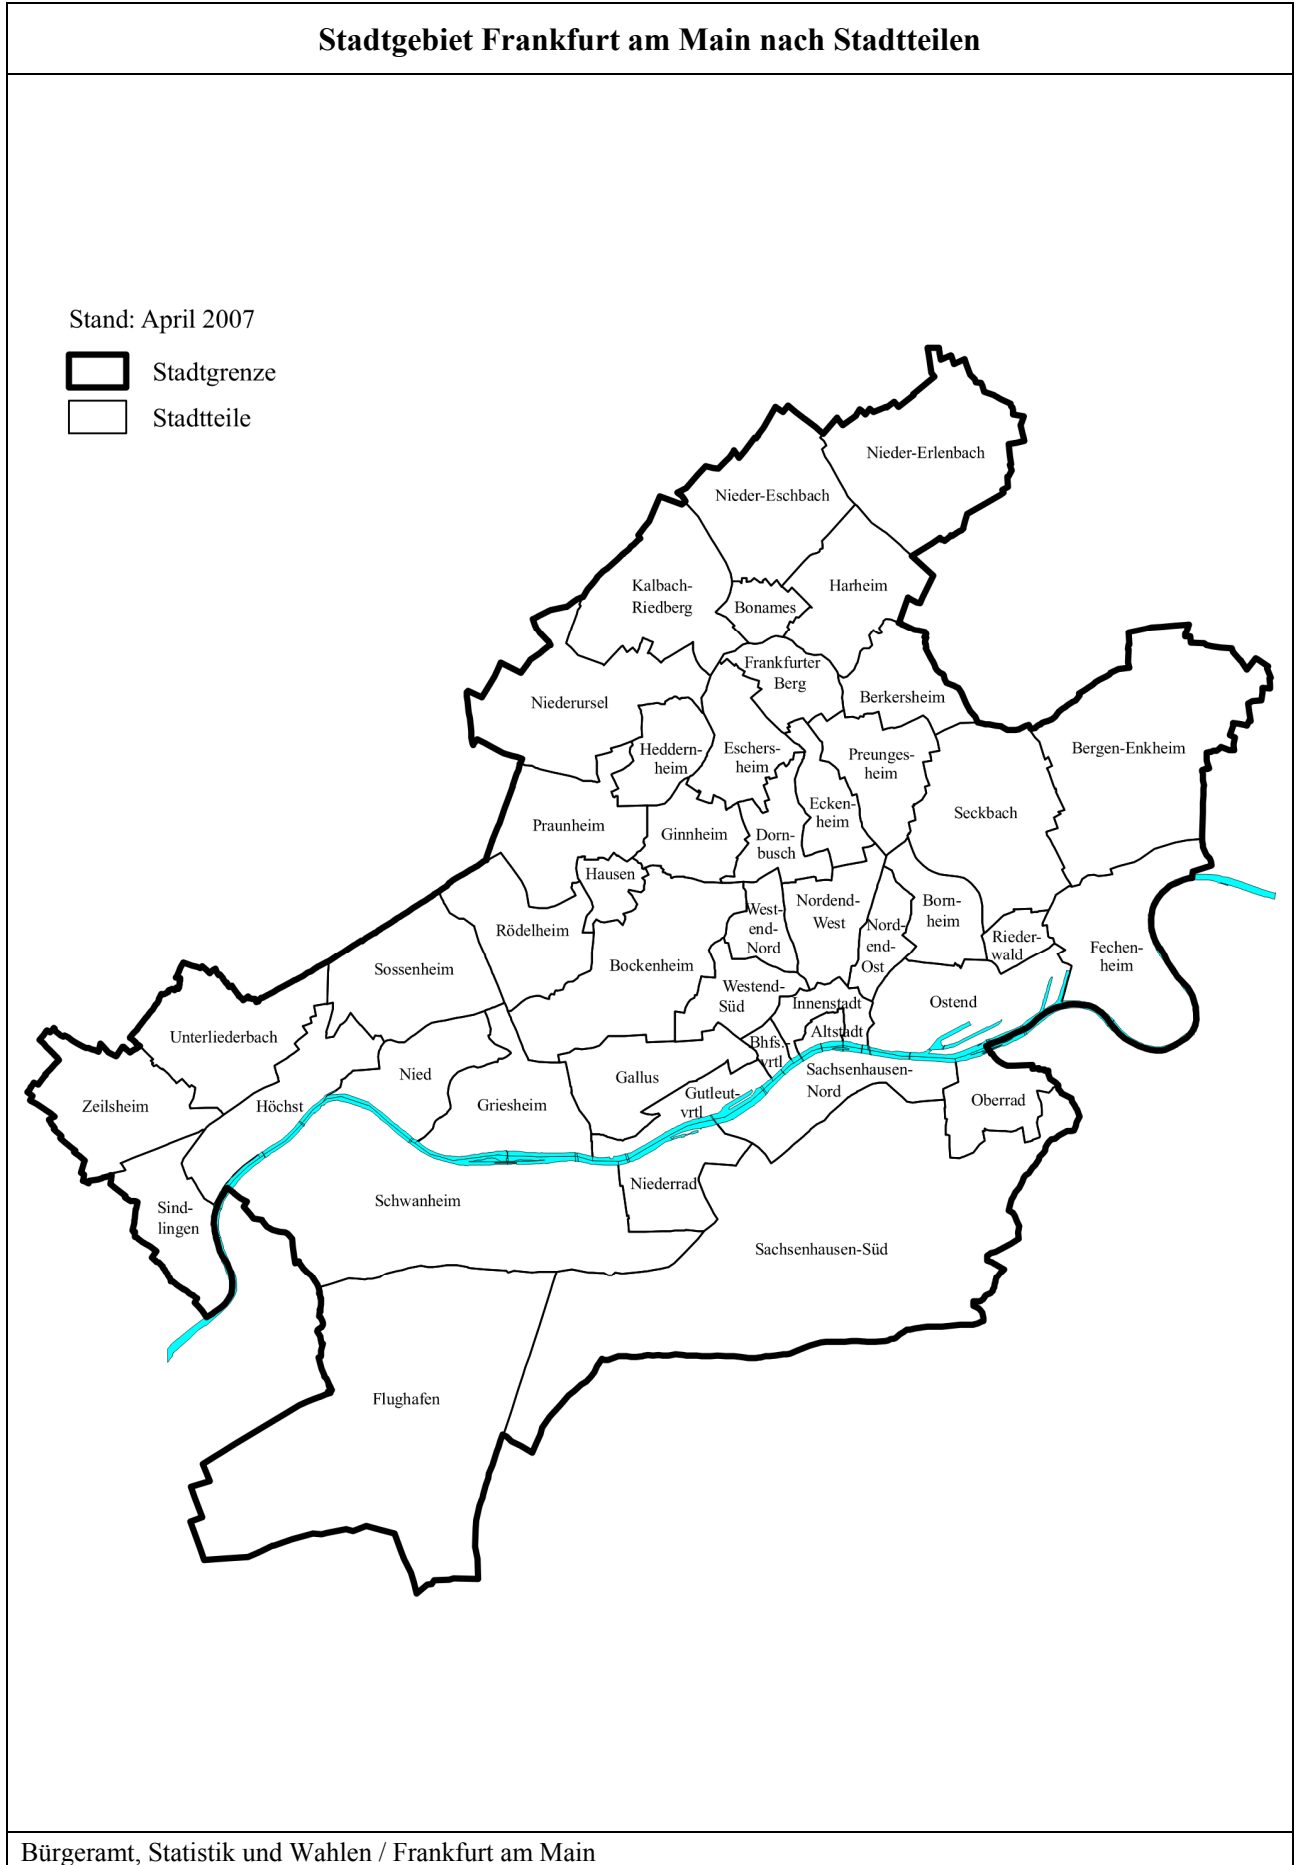 Stadtgebiet Frankfurt am Main nach Stadtteilen
Stand: April 2007
Stadtgrenze
Stadtteile
Nieder-Erlenbach
Nieder-Eschbach
Kalbach-
Riedberg
Harheim
Bonames
Frankfurter
Berg
Berkersheim
Niederursel
Heddern-
heim
Eschers-
heim
Preunges-
heim
Bergen-Enkheim
Ecken-
heim
Seckbach
Praunheim
Ginnheim
Dorn-
busch
Hausen
Rödelheim
West-
end-
Nord
Nordend-
West
Nord-
end-
Ost
Born-
heim
Rieder-
wald
Fechen-
heim
Sossenheim
Bockenheim
Westend-
Süd
Innenstadt
Ostend
Unterliederbach
Altstadt
Bhfs.-
vrtl
Zeilsheim
Höchst
Nied
Griesheim
Gallus
Gutleut-
vrtl
Sachsenhausen-
Nord
Oberrad
Sind-
lingen
Schwanheim
Niederrad
Sachsenhausen-Süd
Flughafen
Bürgeramt, Statistik und Wahlen / Frankfurt am Main